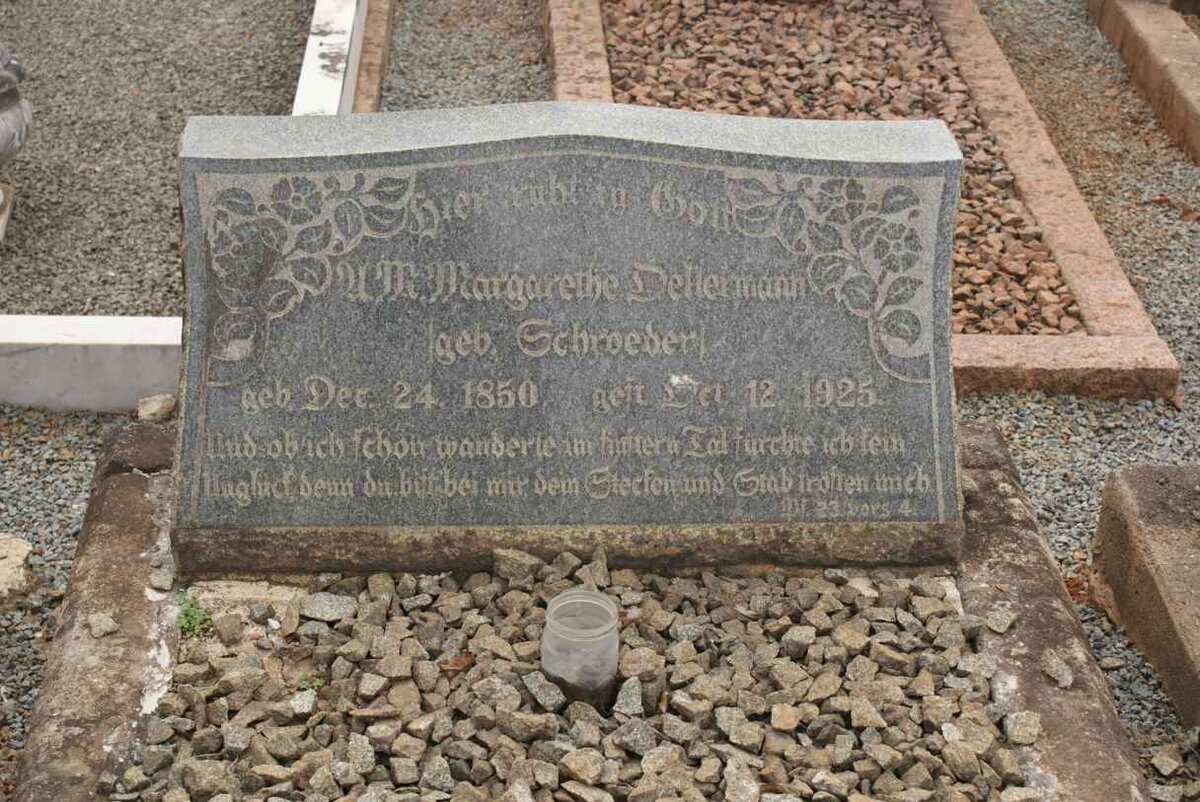 Hier ruht in Gott
A.M. Margarethe Oellermann
(geb. Schroeder)
geb Dec. 24. 1850 gest Oct 12. 1925.
Und ob ich schon wanderte im finstern Tal fürchte ich kein
Unglück denn du bist bei mir dein Stecken und Stab trösten mich
Ps. 23 vers 4.